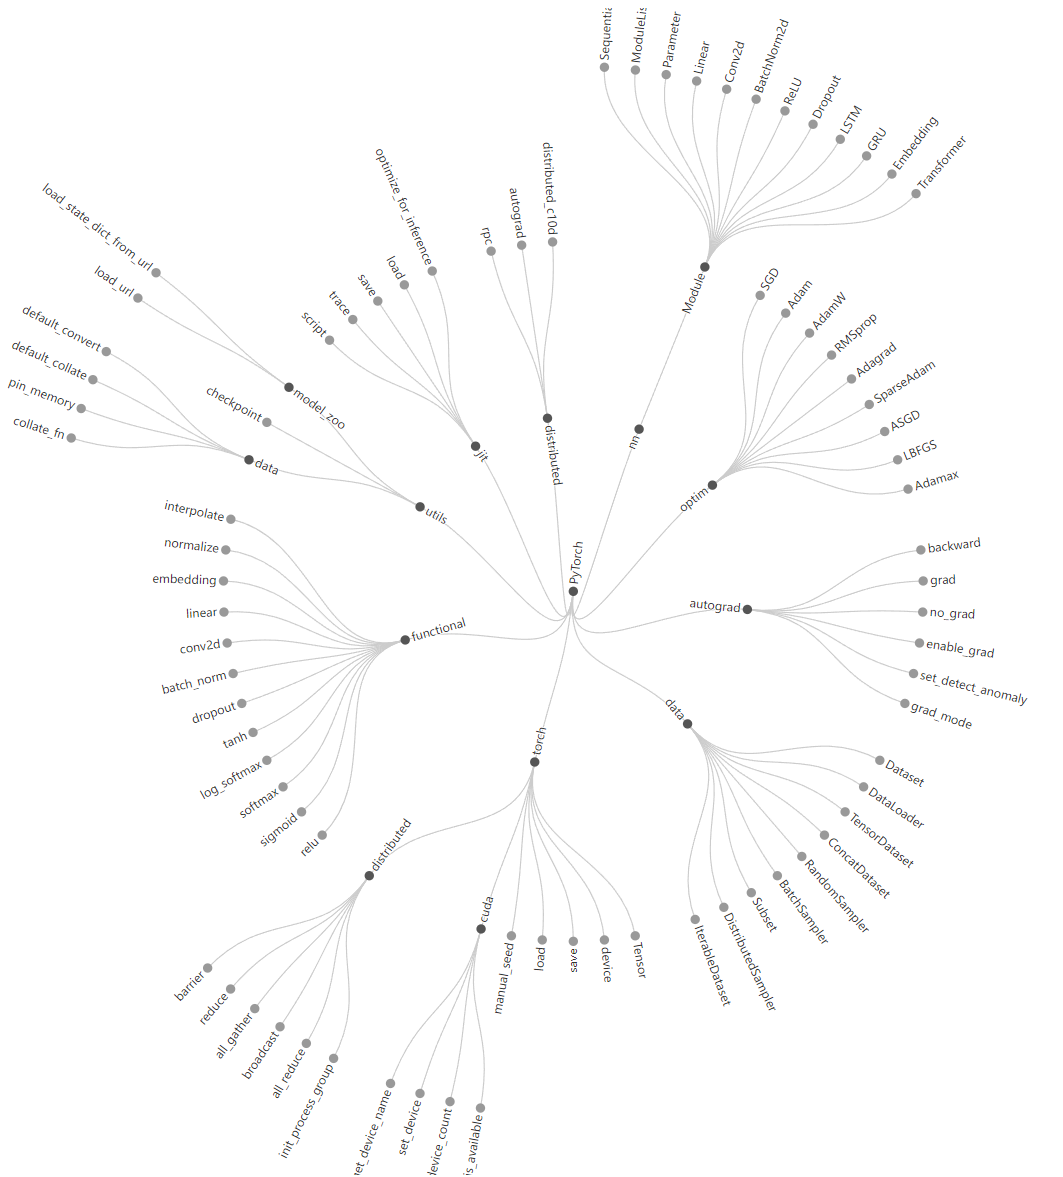 PyTorch
nn
Module
Sequentia
ModuleLis
Parameter
Linear
Conv2d
BatchNorm2d
ReLU
Dropout
LSTM
GRU
Embedding
Transformer
optim
SGD
Adam
AdamW
RMSprop
Adagrad
SparseAdam
ASGD
LBFGS
Adamax
autograd
backward
grad
no_grad
enable_grad
set_detect_anomaly
grad_mode
data
Dataset
DataLoader
TensorDataset
ConcatDataset
RandomSampler
BatchSampler
Subset
DistributedSampler
IterableDataset
torch
Tensor
device
save
load
manual_seed
cuda
is_available
device_count
set_device
get_device_name
distributed
init_process_group
all_reduce
broadcast
all_gather
reduce
barrier
functional
relu
sigmoid
softmax
log_softmax
tanh
dropout
batch_norm
conv2d
linear
embedding
normalize
interpolate
utils
data
collate_fn
pin_memory
default_collate
default_convert
checkpoint
model_zoo
load_url
load_state_dict_from_url
jit
script
trace
save
load
optimize_for_inference
distributed
rpc
autograd
distributed_c10d